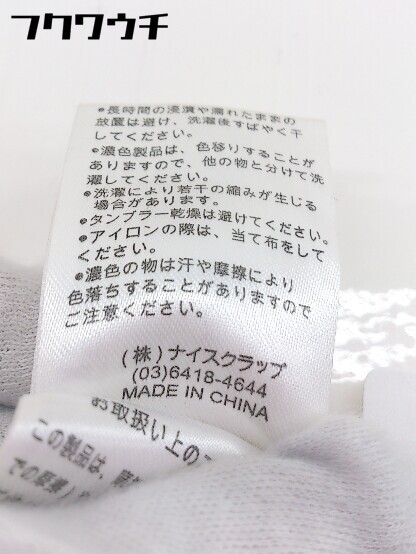 フクワウチ
●長時間の浸漬や濡れたままの
放置は避け、洗濯後すばやく干
してください。
●濃色製品は、色移りすることが
ありますので、他の物と分けて洗
濯してください。
●洗濯により若干の縮みが生じる
場合があります。
●タンブラー乾燥は避けてください。
●アイロンの際は、当て布をして
ください。
●濃色の物は汗や摩擦により
色落ちすることがありますので
ご注意ください。
(株)ナイスクラップ
(03)6418-4644
MADE IN CHINA
お取扱い上の
この製品は、摩
での摩擦